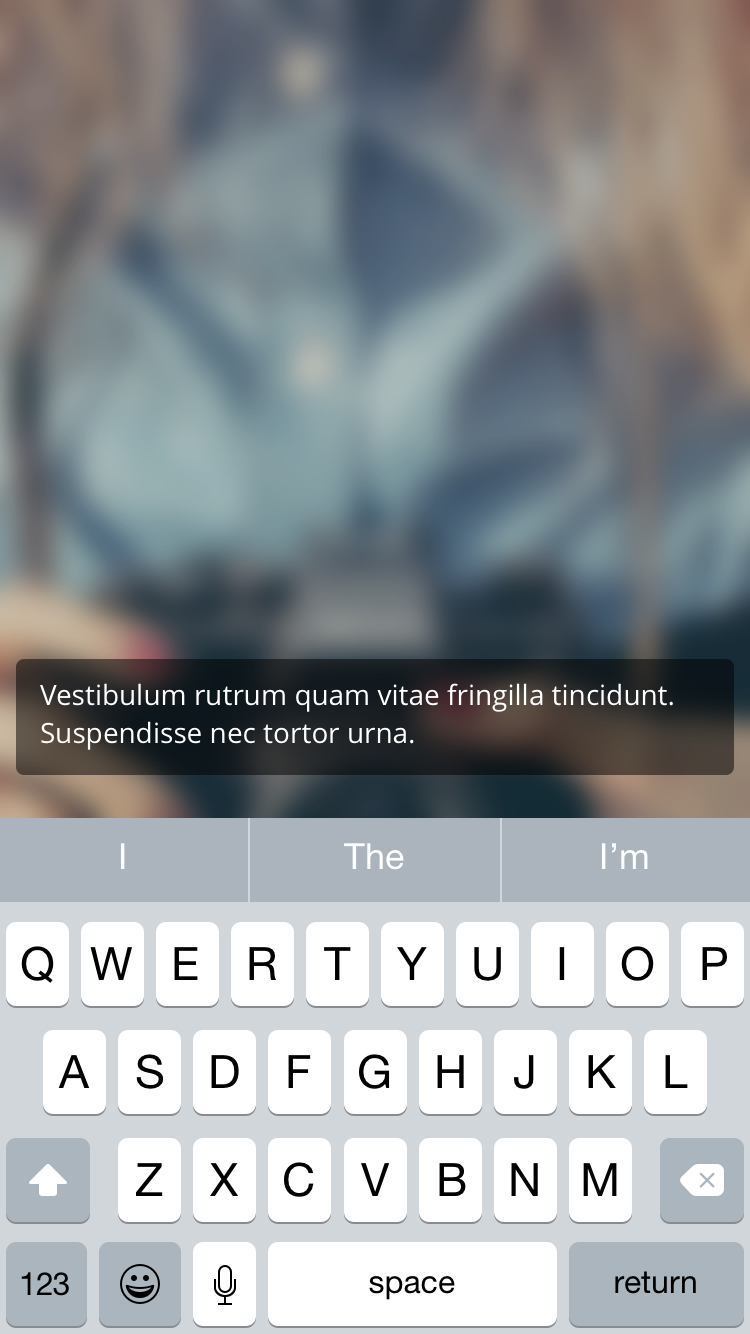 Vestibulum rutrum quam vitae fringilla tincidunt.
Suspendisse nec tortor urna.
I The I’m
Q W E R T Y U I O P
A S D F G H J K L
Z X C V B N M
123 space return